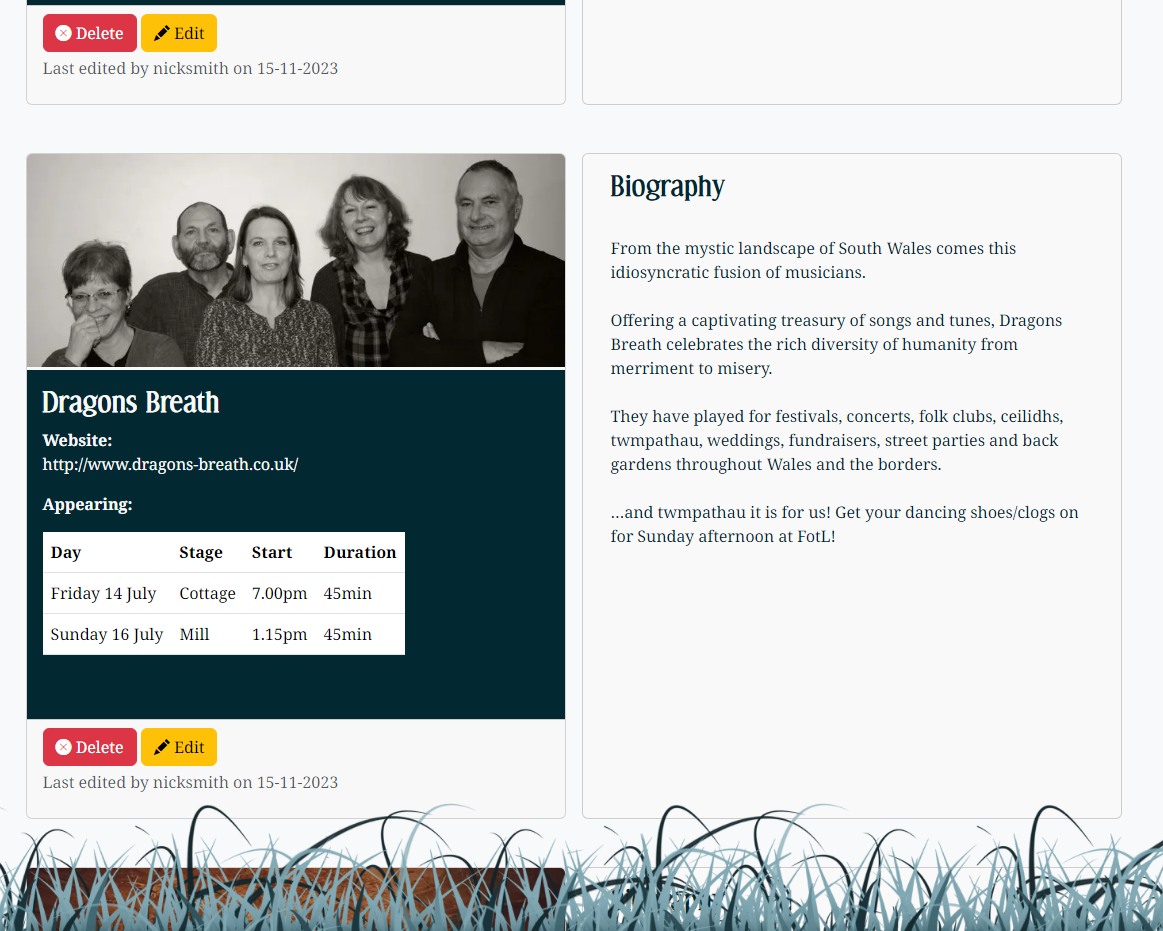 Delete
Edit
Last edited by nicksmith on 15-11-2023
Dragons Breath
Website:
http://www.dragons-breath.co.uk/
Appearing:
Day Stage Start Duration
Friday 14 July Cottage 7.00pm 45min
Sunday 16 July Mill 1.15pm 45min
Delete
Edit
Last edited by nicksmith on 15-11-2023
Biography
From the mystic landscape of South Wales comes this
idiosyncratic fusion of musicians.
Offering a captivating treasury of songs and tunes, Dragons
Breath celebrates the rich diversity of humanity from
merriment to misery.
They have played for festivals, concerts, folk clubs, ceilidhs,
twmpathau, weddings, fundraisers, street parties and back
gardens throughout Wales and the borders.
...and twmpathau it is for us! Get your dancing shoes/clogs on
for Sunday afternoon at FotL!